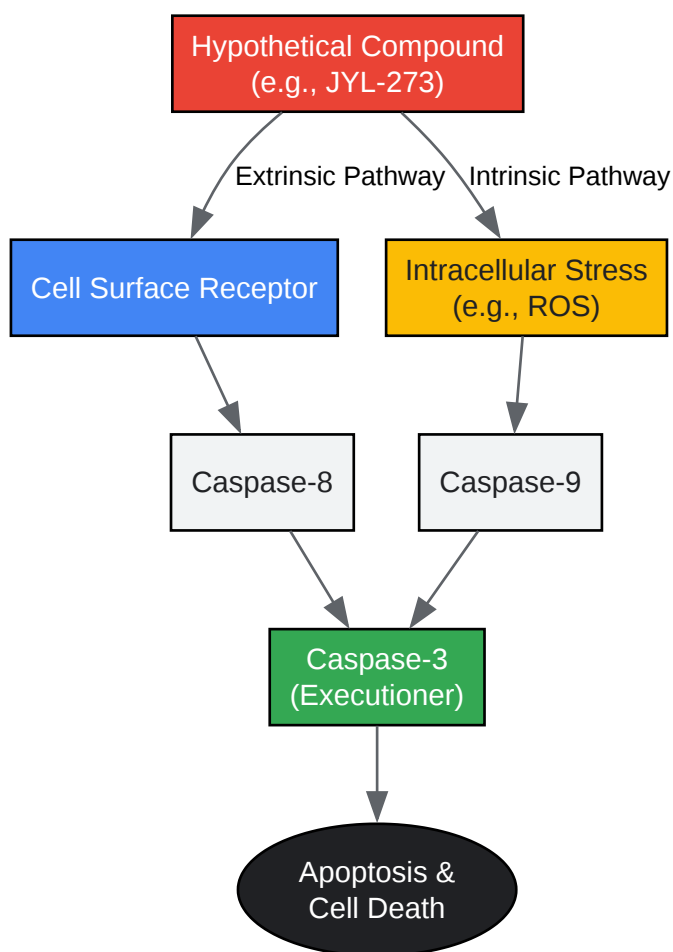 Hypothetical Compound
(e.g., JYL-273)
Extrinsic Pathway
Intrinsic Pathway
Cell Surface Receptor
Intracellular Stress
(e.g., ROS)
Caspase-8
Caspase-9
Caspase-3
(Executioner)
Apoptosis &
Cell Death